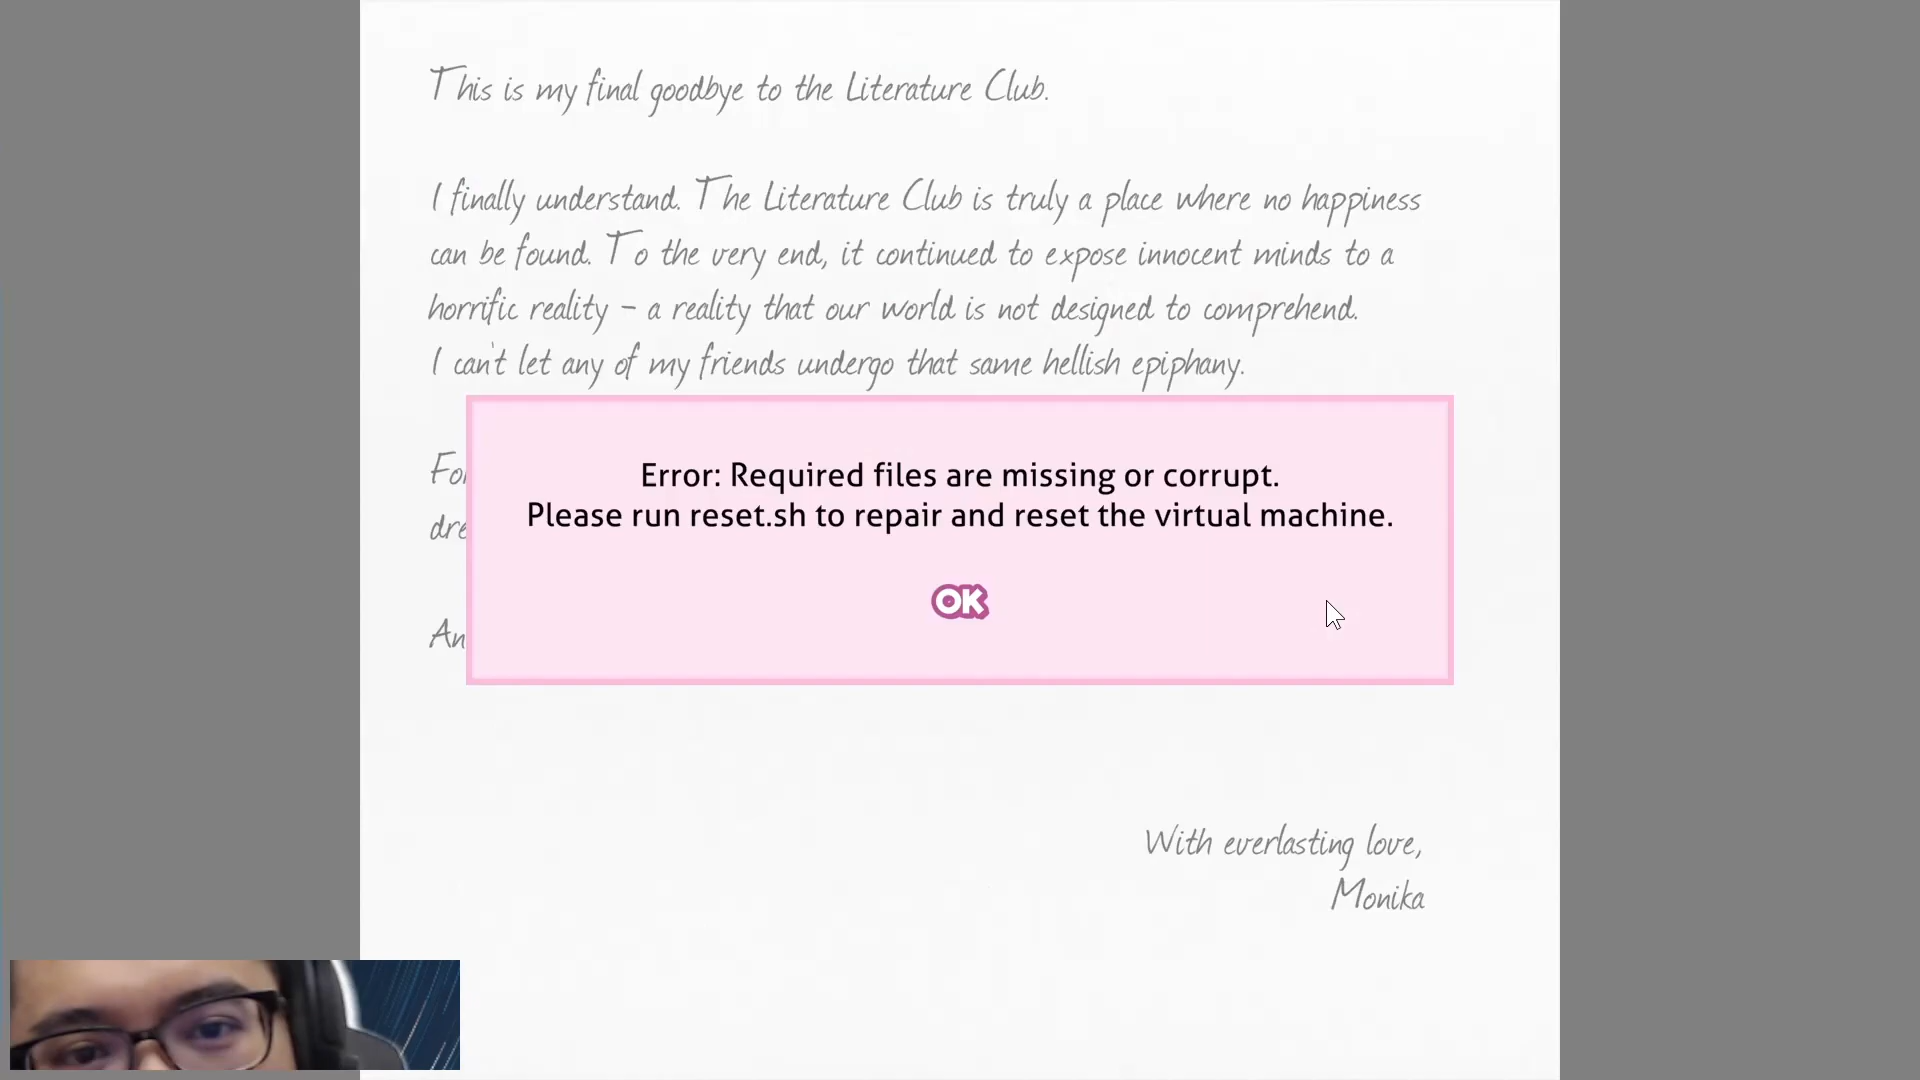 This is my final goodbye to the Literature Club.
I finally understand. The Literature Club is truly a place where no happiness
can be found. To the very end, it continued to expose innocent minds to a
horrific reality – a reality that our world is not designed to comprehend.
I can't let any of my friends undergo that same hellish epiphany.
Error: Required files are missing or corrupt.
Please run reset.sh to repair and reset the virtual machine.
OK
With everlasting love,
Monika